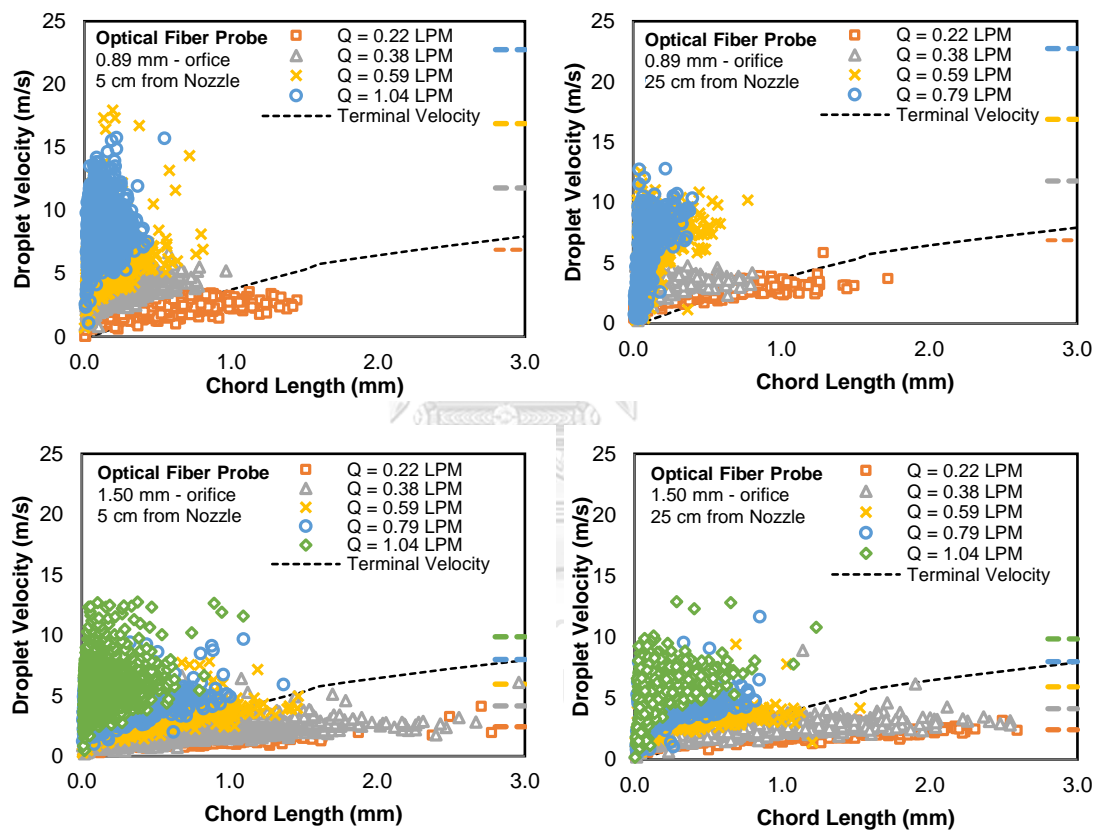 25
20
15
10
5
0
0.0
1.0
2.0
3.0
Droplet Velocity (m/s)
Chord Length (mm)
Optical Fiber Probe
0.89 mm - orifice
5 cm from Nozzle
Q = 0.22 LPM
Q = 0.38 LPM
Q = 0.59 LPM
Q = 1.04 LPM
Terminal Velocity
25
20
15
10
5
0
0.0
1.0
2.0
3.0
Droplet Velocity (m/s)
Chord Length (mm)
Optical Fiber Probe
0.89 mm - orifice
25 cm from Nozzle
Q = 0.22 LPM
Q = 0.38 LPM
Q = 0.59 LPM
Q = 0.79 LPM
Terminal Velocity
25
20
15
10
5
0
0.0
1.0
2.0
3.0
Droplet Velocity (m/s)
Chord Length (mm)
Optical Fiber Probe
1.50 mm - orifice
5 cm from Nozzle
Q = 0.22 LPM
Q = 0.38 LPM
Q = 0.59 LPM
Q = 0.79 LPM
Q = 1.04 LPM
Terminal Velocity
25
20
15
10
5
0
0.0
1.0
2.0
3.0
Droplet Velocity (m/s)
Chord Length (mm)
Optical Fiber Probe
1.50 mm - orifice
25 cm from Nozzle
Q = 0.22 LPM
Q = 0.38 LPM
Q = 0.59 LPM
Q = 0.79 LPM
Q = 1.04 LPM
Terminal Velocity